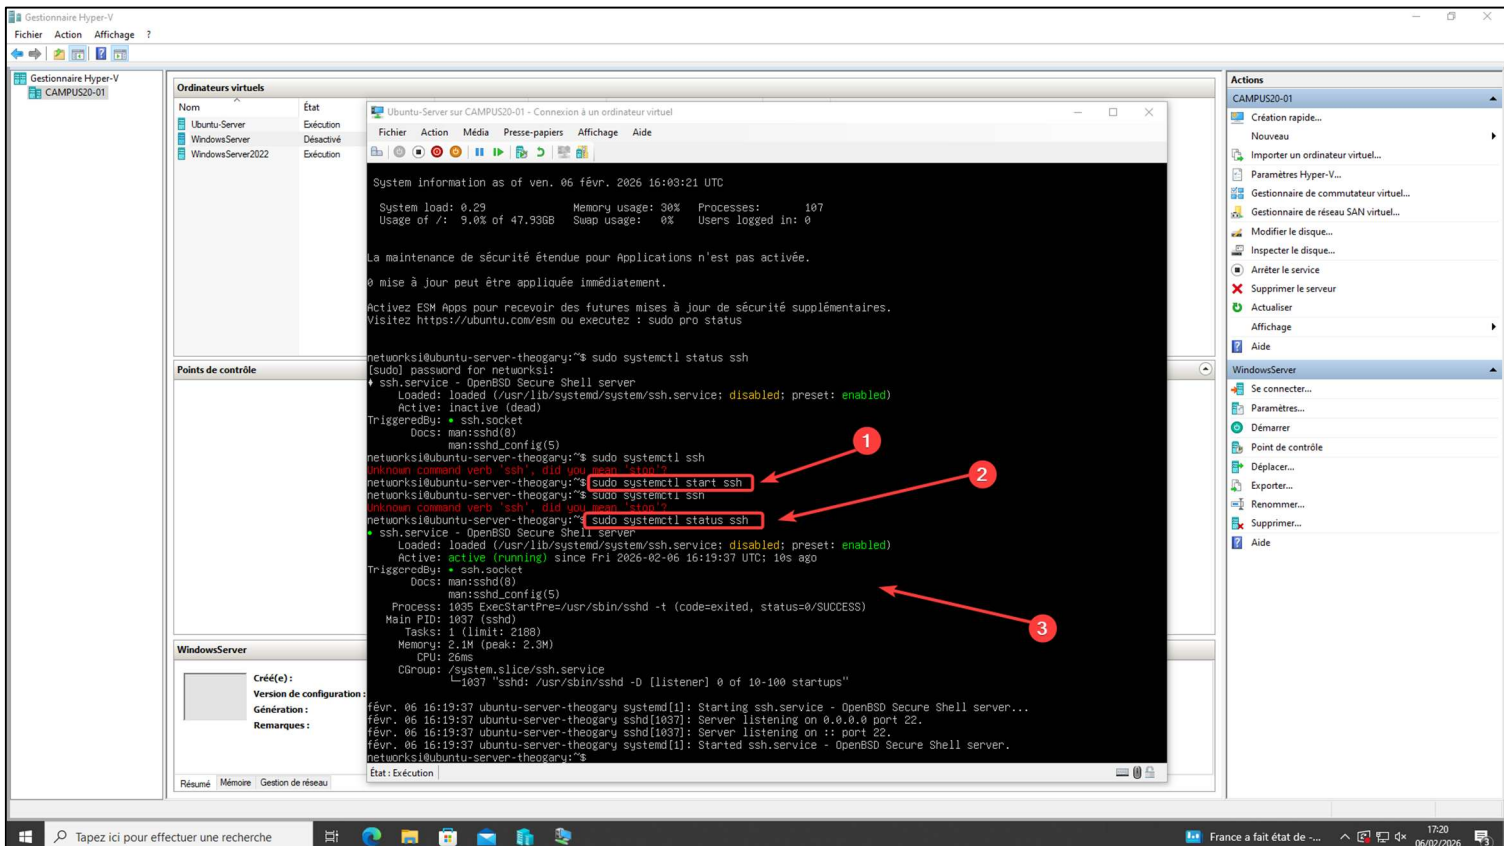 Gestionnaire Hyper-V
Fichier Action Affichage ?
Gestionnaire Hyper-V
CAMPUS20-01
Ordinateurs virtuels
Nom État
Ubuntu-Server Exécution
WindowsServer Désactivé
WindowsServer2022 Exécution
Points de contrôle
WindowsServer
Créé(e) :
Version de configuration :
Génération :
Remarques :
Résumé Mémoire Gestion de réseau
Ubuntu-Server sur CAMPUS20-01 - Connexion à un ordinateur virtuel
Fichier Action Média Presse-papiers Affichage Aide
System information as of ven. 06 févr. 2026 16:03:21 UTC
System load: 0.29 Memory usage: 30% Processes: 107
Usage of /: 9.0% of 47.93GB Swap usage: 0% Users logged in: 0
La maintenance de sécurité étendue pour Applications n'est pas activée.
0 mise à jour peut être appliquée immédiatement.
Activez ESM Apps pour recevoir des futures mises à jour de sécurité supplémentaires.
Visitez https://ubuntu.com/esm ou executez : sudo pro status
networksi@ubuntu-server-theogary:~$ sudo systemctl status ssh
[sudo] password for networksi:
ssh.service - OpenBSD Secure Shell server
Loaded: loaded (/usr/lib/systemd/system/ssh.service; disabled; preset: enabled)
Active: inactive (dead)
TriggeredBy: • ssh.socket
Docs: man:sshd(8)
man:sshd_config(5)
networksi@ubuntu-server-theogary:~$ sudo systemctl ssh
Unknown command verb 'ssh', did you mean 'stop'?
networksi@ubuntu-server-theogary:~$ sudo systemctl start ssh
networksi@ubuntu-server-theogary:~$ sudo systemctl ssh
Unknown command verb 'ssh', did you mean 'stop'?
networksi@ubuntu-server-theogary:~$ sudo systemctl status ssh
• ssh.service - OpenBSD Secure Shell server
Loaded: loaded (/usr/lib/systemd/system/ssh.service; disabled; preset: enabled)
Active: active (running) since Fri 2026-02-06 16:19:37 UTC; 10s ago
TriggeredBy: • ssh.socket
Docs: man:sshd(8)
man:sshd_config(5)
Process: 1035 ExecStartPre=/usr/sbin/sshd -t (code=exited, status=0/SUCCESS)
Main PID: 1037 (sshd)
Tasks: 1 (limit: 2188)
Memory: 2.1M (peak: 2.3M)
CPU: 26ms
CGroup: /system.slice/ssh.service
└─1037 "sshd: /usr/sbin/sshd -D [listener] 0 of 10-100 startups"
févr. 06 16:19:37 ubuntu-server-theogary systemd[1]: Starting ssh.service - OpenBSD Secure Shell server...
févr. 06 16:19:37 ubuntu-server-theogary sshd[1037]: Server listening on 0.0.0.0 port 22.
févr. 06 16:19:37 ubuntu-server-theogary sshd[1037]: Server listening on :: port 22.
févr. 06 16:19:37 ubuntu-server-theogary systemd[1]: Started ssh.service - OpenBSD Secure Shell server.
networksi@ubuntu-server-theogary:~$
État : Exécution
1
2
3
Actions
CAMPUS20-01
Création rapide...
Nouveau
Importer un ordinateur virtuel...
Paramètres Hyper-V...
Gestionnaire de commutateur virtuel...
Gestionnaire de réseau SAN virtuel...
Modifier le disque...
Inspecter le disque...
Arrêter le service
Supprimer le serveur
Actualiser
Affichage
Aide
WindowsServer
Se connecter...
Paramètres...
Démarrer
Point de contrôle
Déplacer...
Exporter...
Renommer...
Supprimer...
Aide
Tapez ici pour effectuer une recherche
France a fait état de -...
17:20
06/02/2026
3